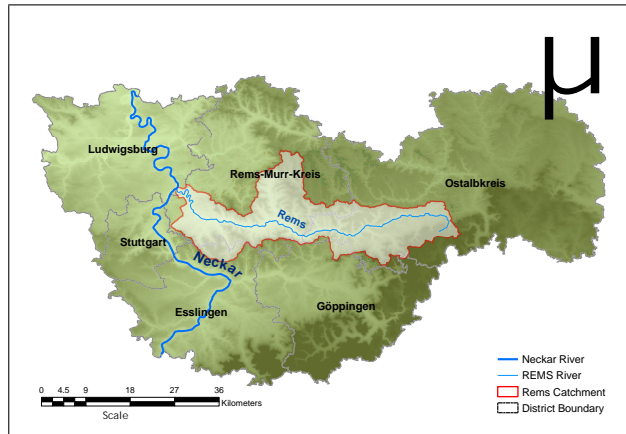 μ
Ludwigsburg
Rems-Murr-Kreis
Ostalbkreis
Rems
Stuttgart
Neckar
Esslingen
Göppingen
Neckar River
REMS River
Rems Catchment
District Boundary
0 4.5 9 18 27 36
Kilometers
Scale